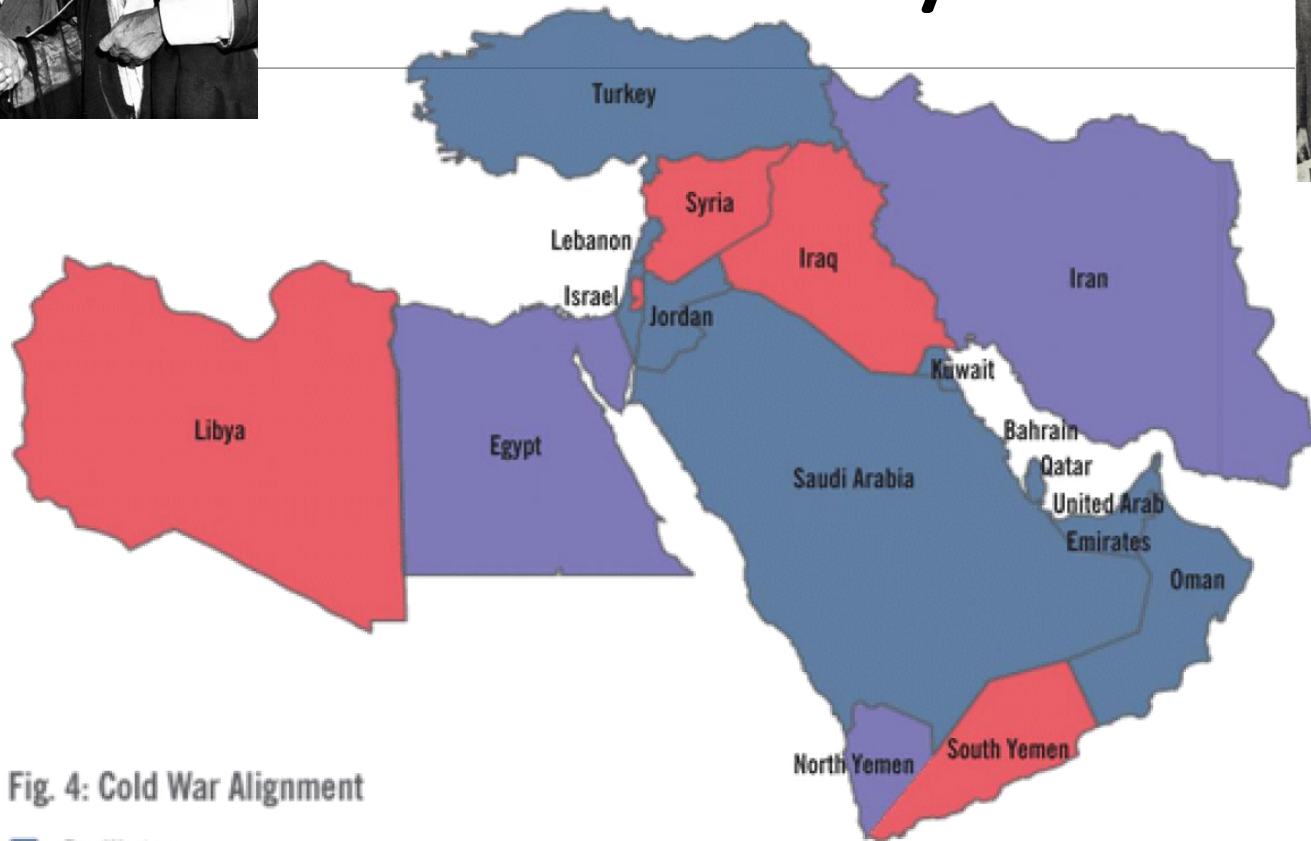 Turkey
Syria
Lebanon
Iraq
Iran
Israel
Jordan
Kuwait
Libya
Bahrain
Egypt
Qatar
Saudi Arabia
United Arab
Emirates
Oman
South Yemen
North Yemen
Fig. 4: Cold War Alignment